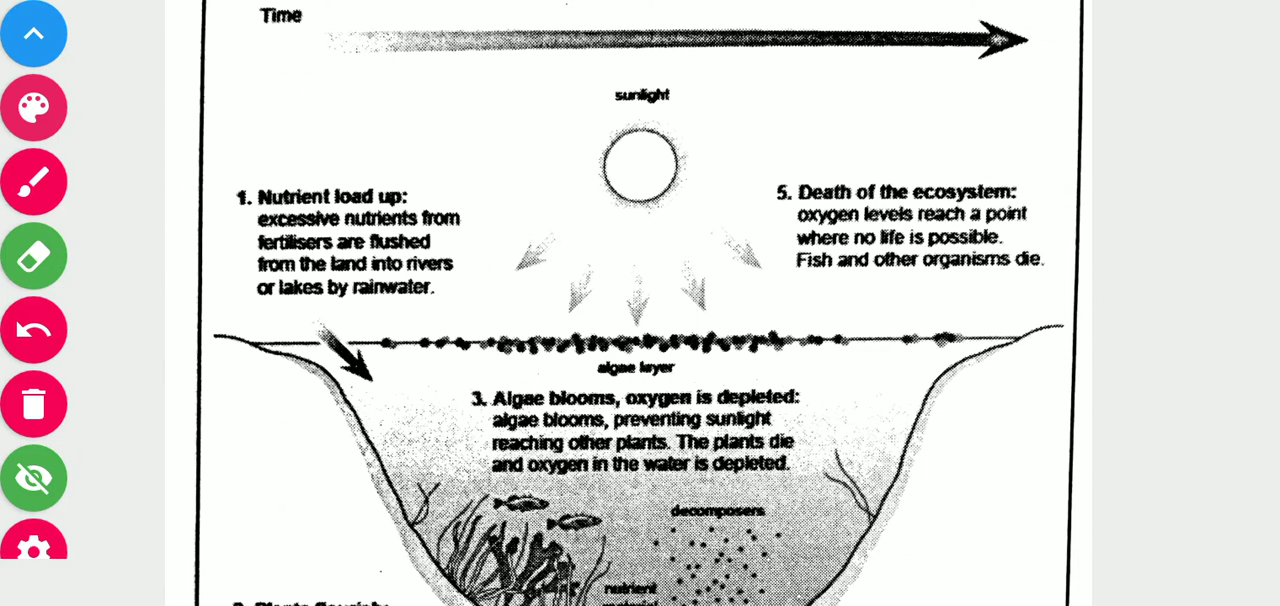 Time
sunlight
1. Nutrient load up:
excessive nutrients from
fertilisers are flushed
from the land into rivers
or lakes by rainwater.
5. Death of the ecosystem:
oxygen levels reach a point
where no life is possible.
Fish and other organisms die.
algae layer
3. Algae blooms, oxygen is depleted:
algae blooms, preventing sunlight
reaching other plants. The plants die
and oxygen in the water is depleted.
decomposers
nutrient
material